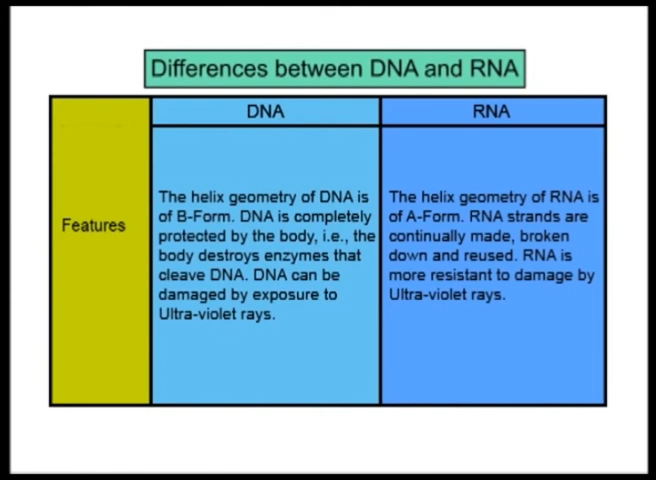 Differences between DNA and RNA
DNA
RNA
Features
The helix geometry of DNA is
of B-Form. DNA is completely
protected by the body, i.e., the
body destroys enzymes that
cleave DNA. DNA can be
damaged by exposure to
Ultra-violet rays.
The helix geometry of RNA is
of A-Form. RNA strands are
continually made, broken
down and reused. RNA is
more resistant to damage by
Ultra-violet rays.